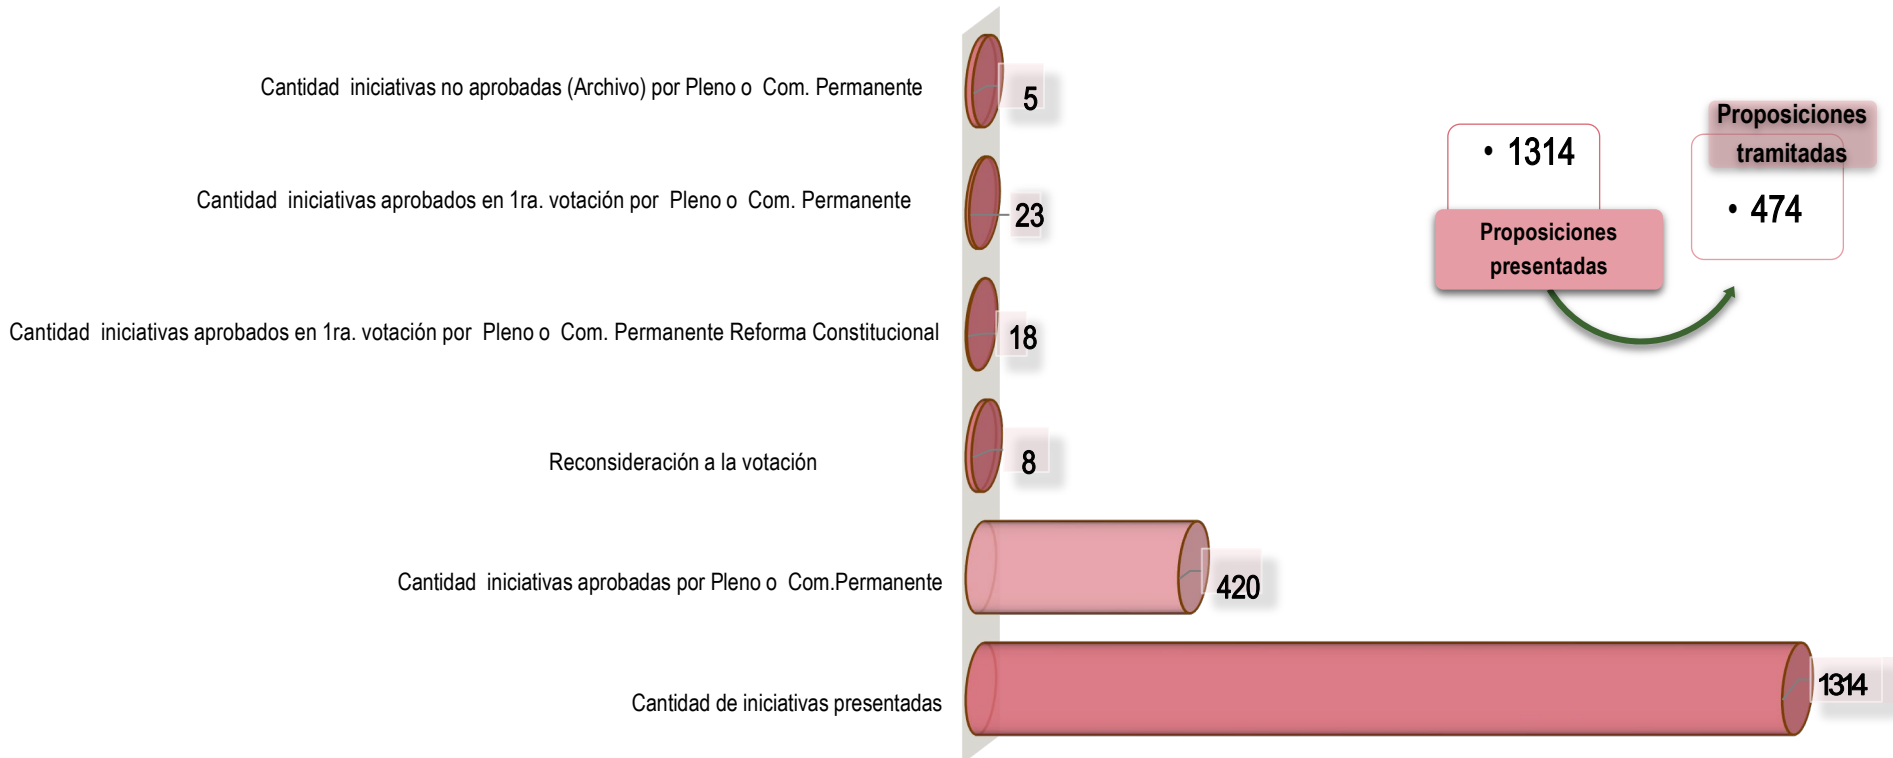 Cantidad iniciativas no aprobadas (Archivo) por Pleno o Com. Permanente
5
Cantidad iniciativas aprobados en 1ra. votación por Pleno o Com. Permanente
23
Cantidad iniciativas aprobados en 1ra. votación por Pleno o Com. Permanente Reforma Constitucional
18
Reconsideración a la votación
8
Cantidad iniciativas aprobadas por Pleno o Com.Permanente
420
Cantidad de iniciativas presentadas
1314
• 1314
Proposiciones
presentadas
Proposiciones
tramitadas
• 474